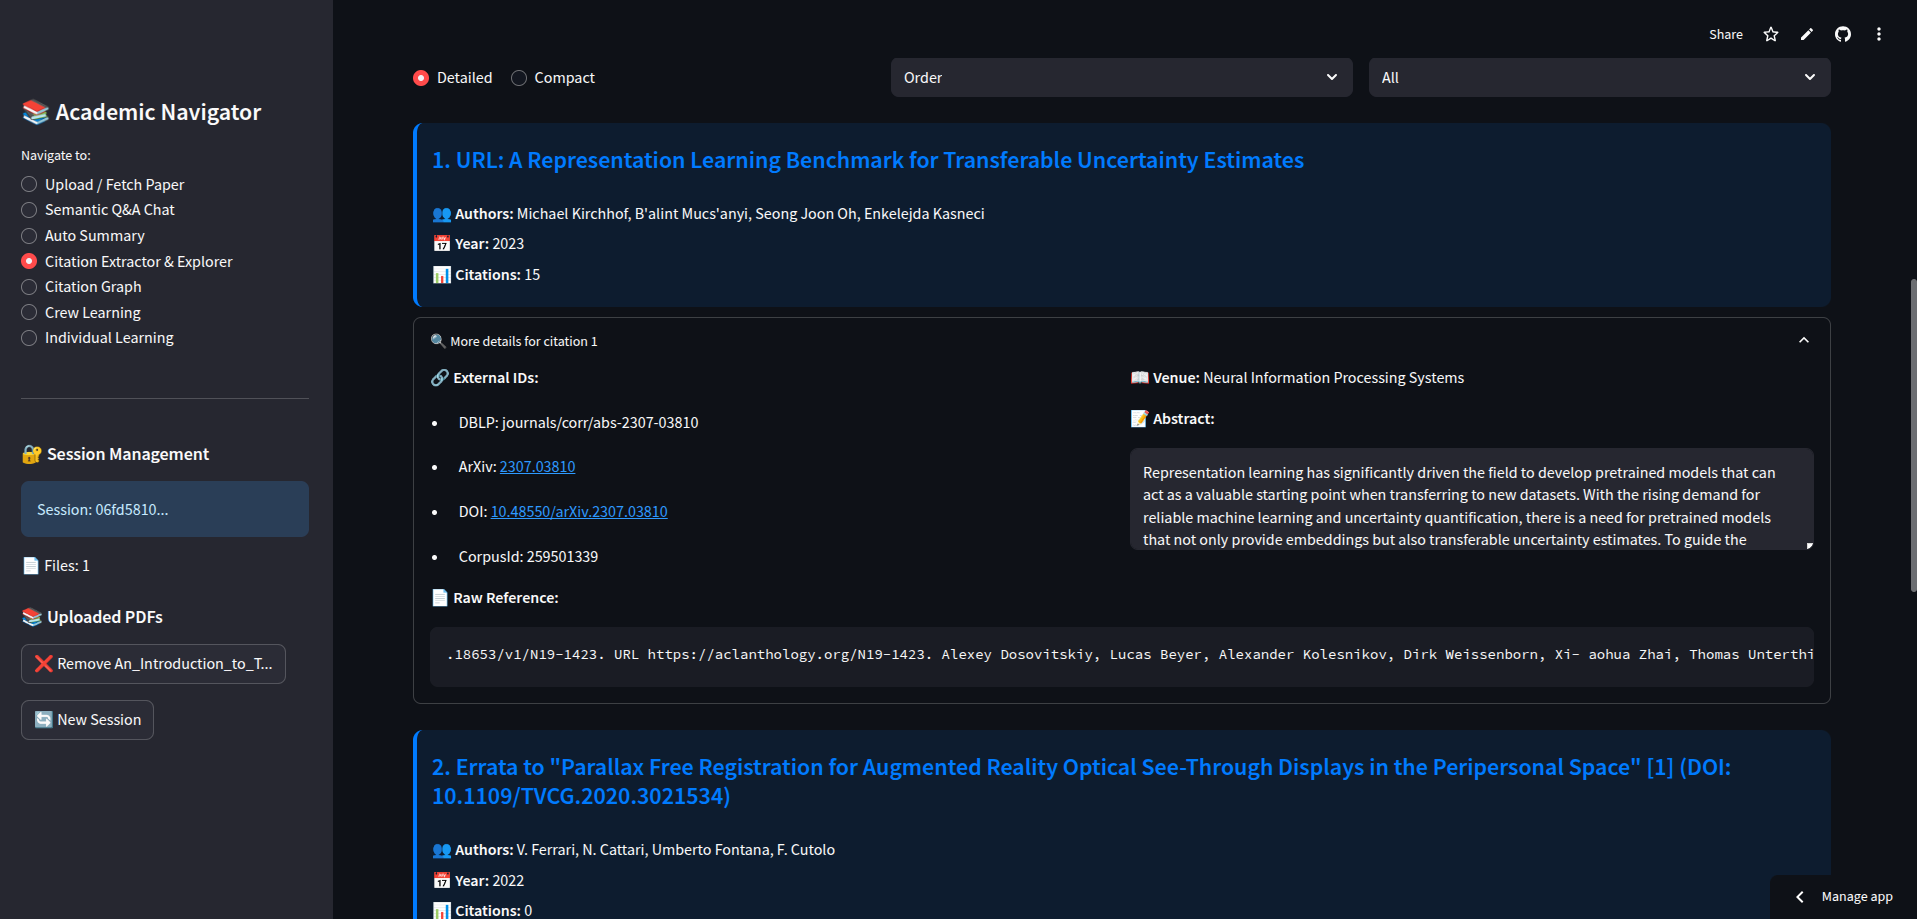 Share
📚 Academic Navigator
Navigate to:
Upload / Fetch Paper
Semantic Q&A Chat
Auto Summary
Citation Extractor & Explorer
Citation Graph
Crew Learning
Individual Learning
🔐 Session Management
Session: 06fd5810...
📄 Files: 1
📚 Uploaded PDFs
❌ Remove An_Introduction_to_T...
🔄 New Session
Detailed
Compact
Order
All
1. URL: A Representation Learning Benchmark for Transferable Uncertainty Estimates
👥 Authors: Michael Kirchhof, B'alint Mucs'anyi, Seong Joon Oh, Enkelejda Kasneci
📅 Year: 2023
📊 Citations: 15
🔍 More details for citation 1
🔗 External IDs:
• DBLP: journals/corr/abs-2307-03810
• ArXiv: 2307.03810
• DOI: 10.48550/arXiv.2307.03810
• CorpusId: 259501339
📖 Venue: Neural Information Processing Systems
📝 Abstract:
Representation learning has significantly driven the field to develop pretrained models that can
act as a valuable starting point when transferring to new datasets. With the rising demand for
reliable machine learning and uncertainty quantification, there is a need for pretrained models
that not only provide embeddings but also transferable uncertainty estimates. To guide the
📄 Raw Reference:
.18653/v1/N19-1423. URL https://aclanthology.org/N19-1423. Alexey Dosovitskiy, Lucas Beyer, Alexander Kolesnikov, Dirk Weissenborn, Xi- aohua Zhai, Thomas Unterthi
2. Errata to "Parallax Free Registration for Augmented Reality Optical See-Through Displays in the Peripersonal Space" [1] (DOI:
10.1109/TVCG.2020.3021534)
👥 Authors: V. Ferrari, N. Cattari, Umberto Fontana, F. Cutolo
📅 Year: 2022
📊 Citations: 0
Manage app